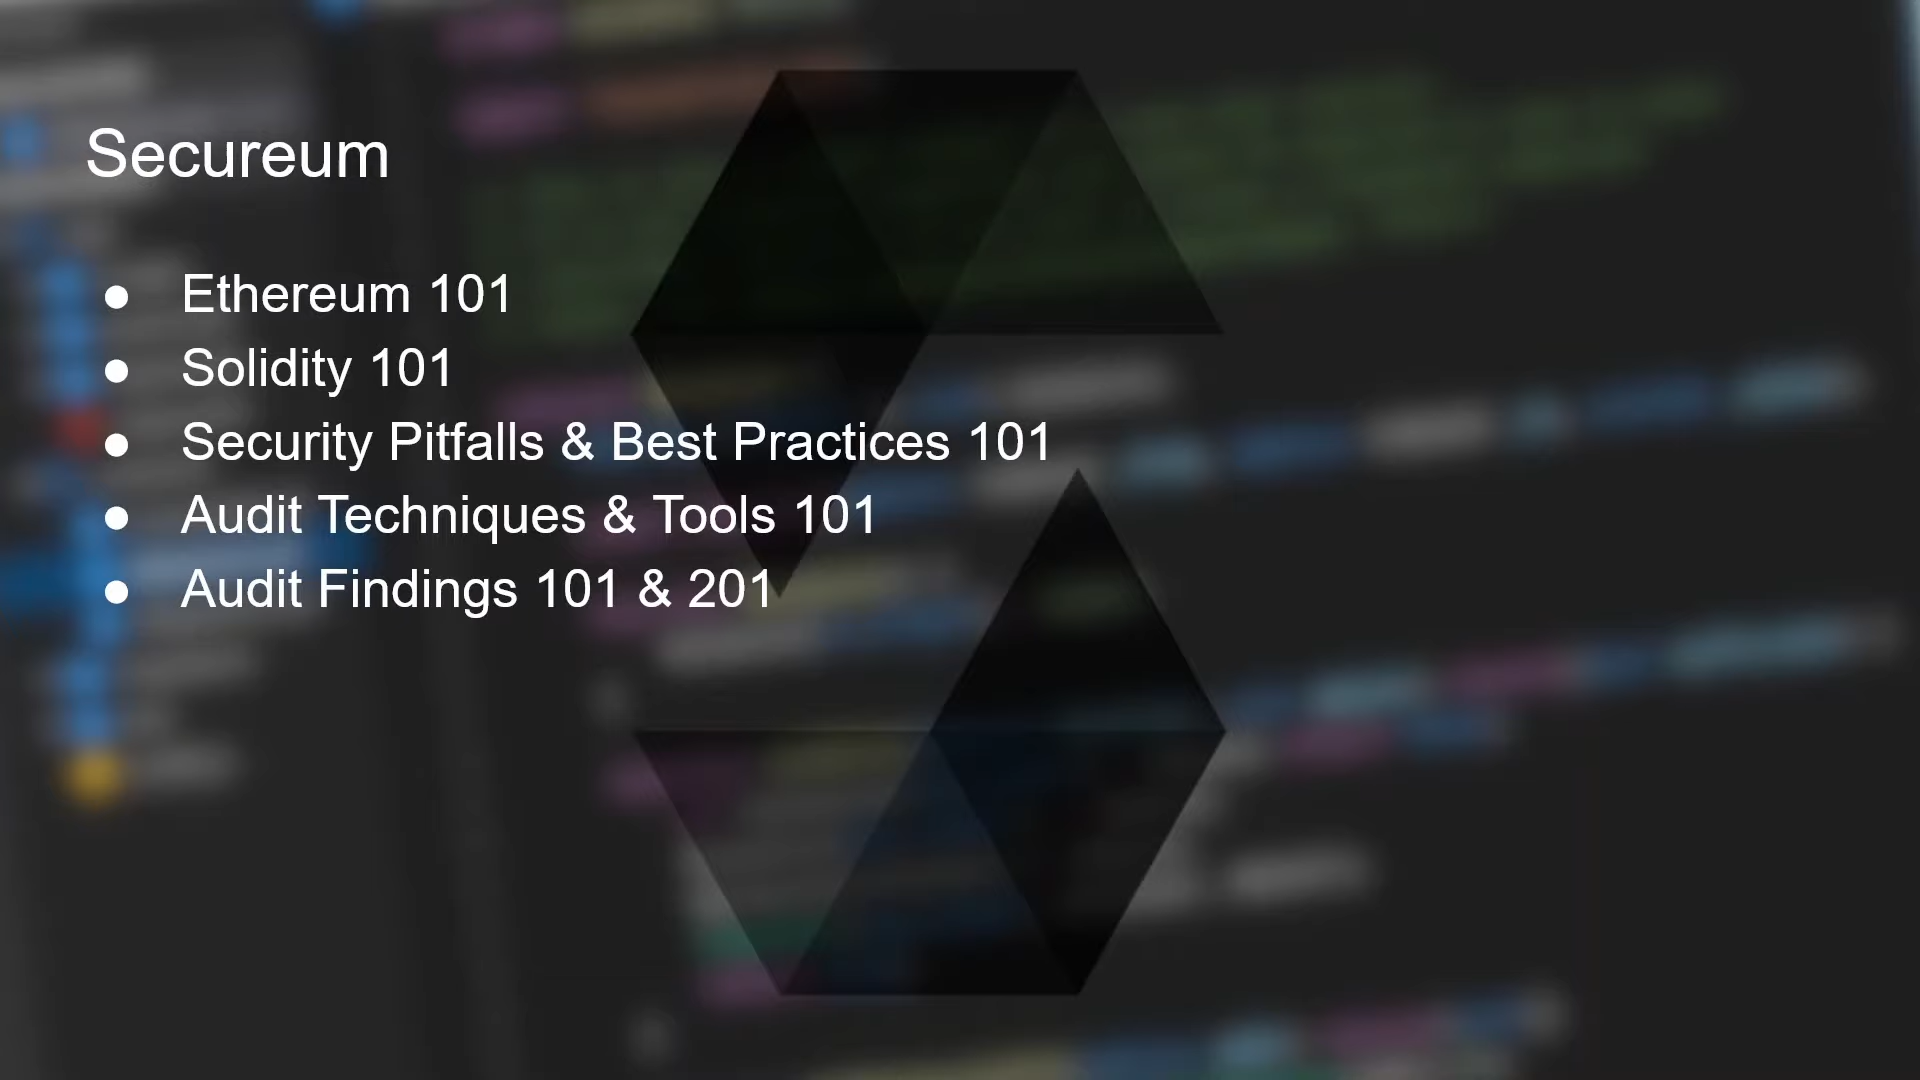 Secureum
● Ethereum 101
● Solidity 101
● Security Pitfalls & Best Practices 101
● Audit Techniques & Tools 101
● Audit Findings 101 & 201